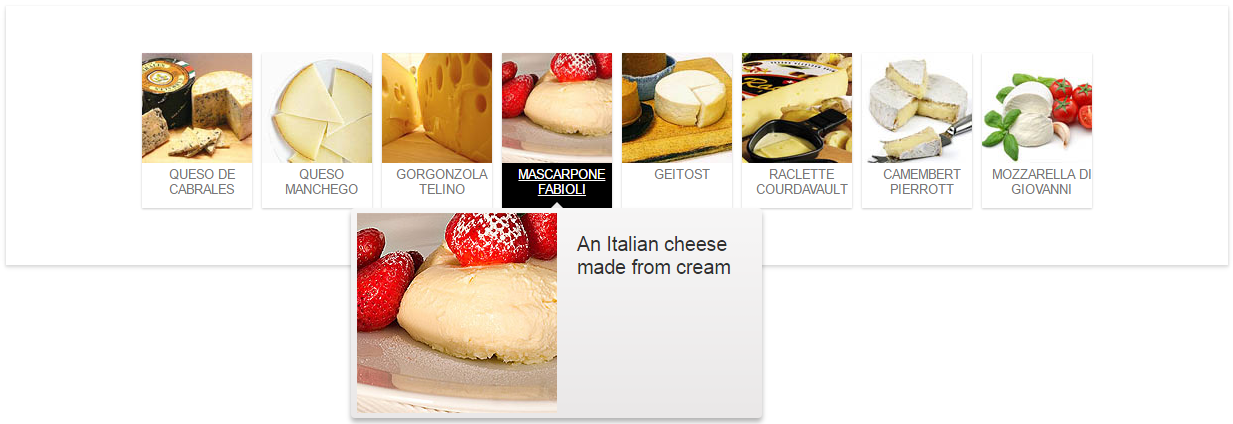 QUESO DE
CABRALES
QUESO
MANCHEGO
GORGONZOLA
TELINO
MASCARPONE
FABIOLI
GEITOST
RACLETTE
COURDAVAULT
CAMEMBERT
PIERROTT
MOZZARELLA DI
GIOVANNI
An Italian cheese
made from cream